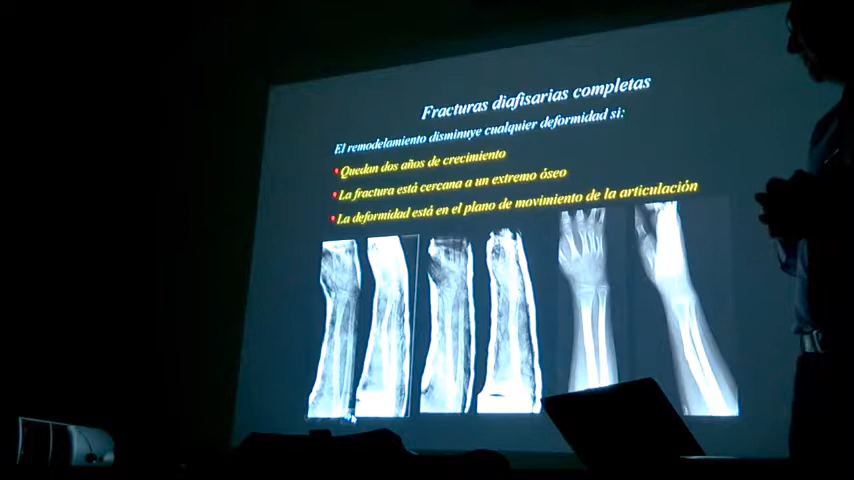 Fracturas diafisarias completas
El remodelamiento disminuye cualquier deformidad si:
Quedan dos años de crecimiento
La fractura está cercana a un extremo óseo
La deformidad está en el plano de movimiento de la articulación